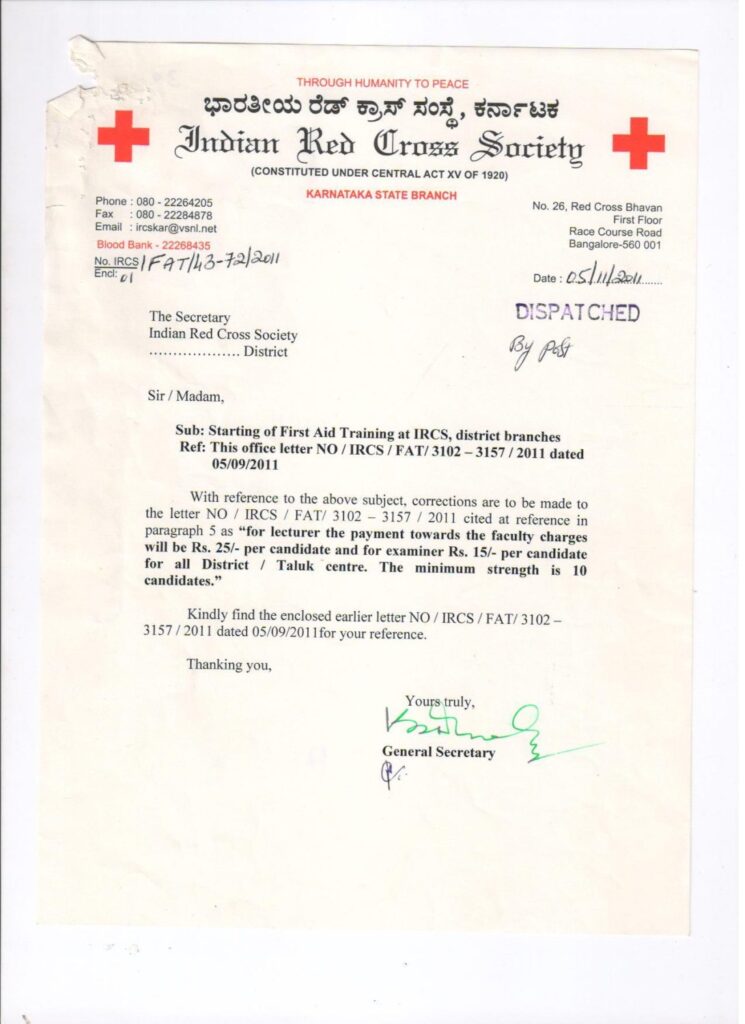 THROUGH HUMANITY TO PEACE
ಭಾರತೀಯ ರೆಡ್ ಕ್ರಾಸ್ ಸಂಸ್ಥೆ, ಕರ್ನಾಟಕ
Indian Red Cross Society
(CONSTITUTED UNDER CENTRAL ACT XV OF 1920)
KARNATAKA STATE BRANCH
Phone : 080 - 22264205
Fax : 080 - 22284878
Email : ircskar@vsnl.net
Blood Bank - 22268435
No. IRCS/FAT/43-72/2011
Encl: 01
No. 26, Red Cross Bhavan
First Floor
Race Course Road
Bangalore-560 001
Date : 05/11/2011.......
DISPATCHED
By post
The Secretary
Indian Red Cross Society
................... District
Sir / Madam,
Sub: Starting of First Aid Training at IRCS, district branches
Ref: This office letter NO / IRCS / FAT/ 3102 – 3157 / 2011 dated
05/09/2011
With reference to the above subject, corrections are to be made to
the letter NO / IRCS / FAT/ 3102 – 3157 / 2011 cited at reference in
paragraph 5 as “for lecturer the payment towards the faculty charges
will be Rs. 25/- per candidate and for examiner Rs. 15/- per candidate
for all District / Taluk centre. The minimum strength is 10
candidates.”
Kindly find the enclosed earlier letter NO / IRCS / FAT/ 3102 –
3157 / 2011 dated 05/09/2011for your reference.
Thanking you,
Yours truly,
General Secretary